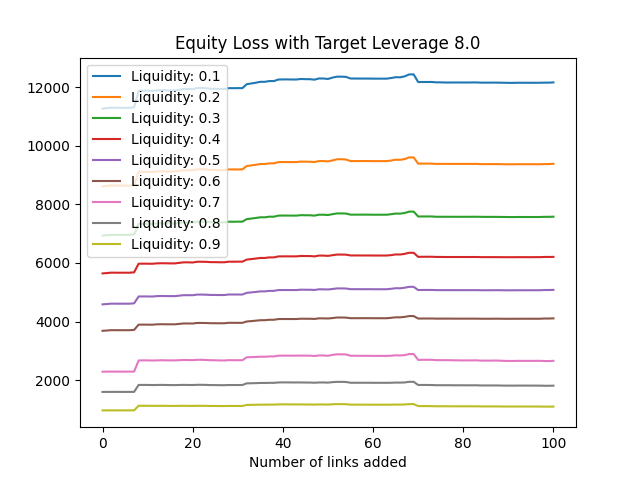 Equity Loss with Target Leverage 8.0
12000
10000
8000
6000
4000
2000
Liquidity: 0.1
Liquidity: 0.2
Liquidity: 0.3
Liquidity: 0.4
Liquidity: 0.5
Liquidity: 0.6
Liquidity: 0.7
Liquidity: 0.8
Liquidity: 0.9
0 20 40 60 80 100
Number of links added